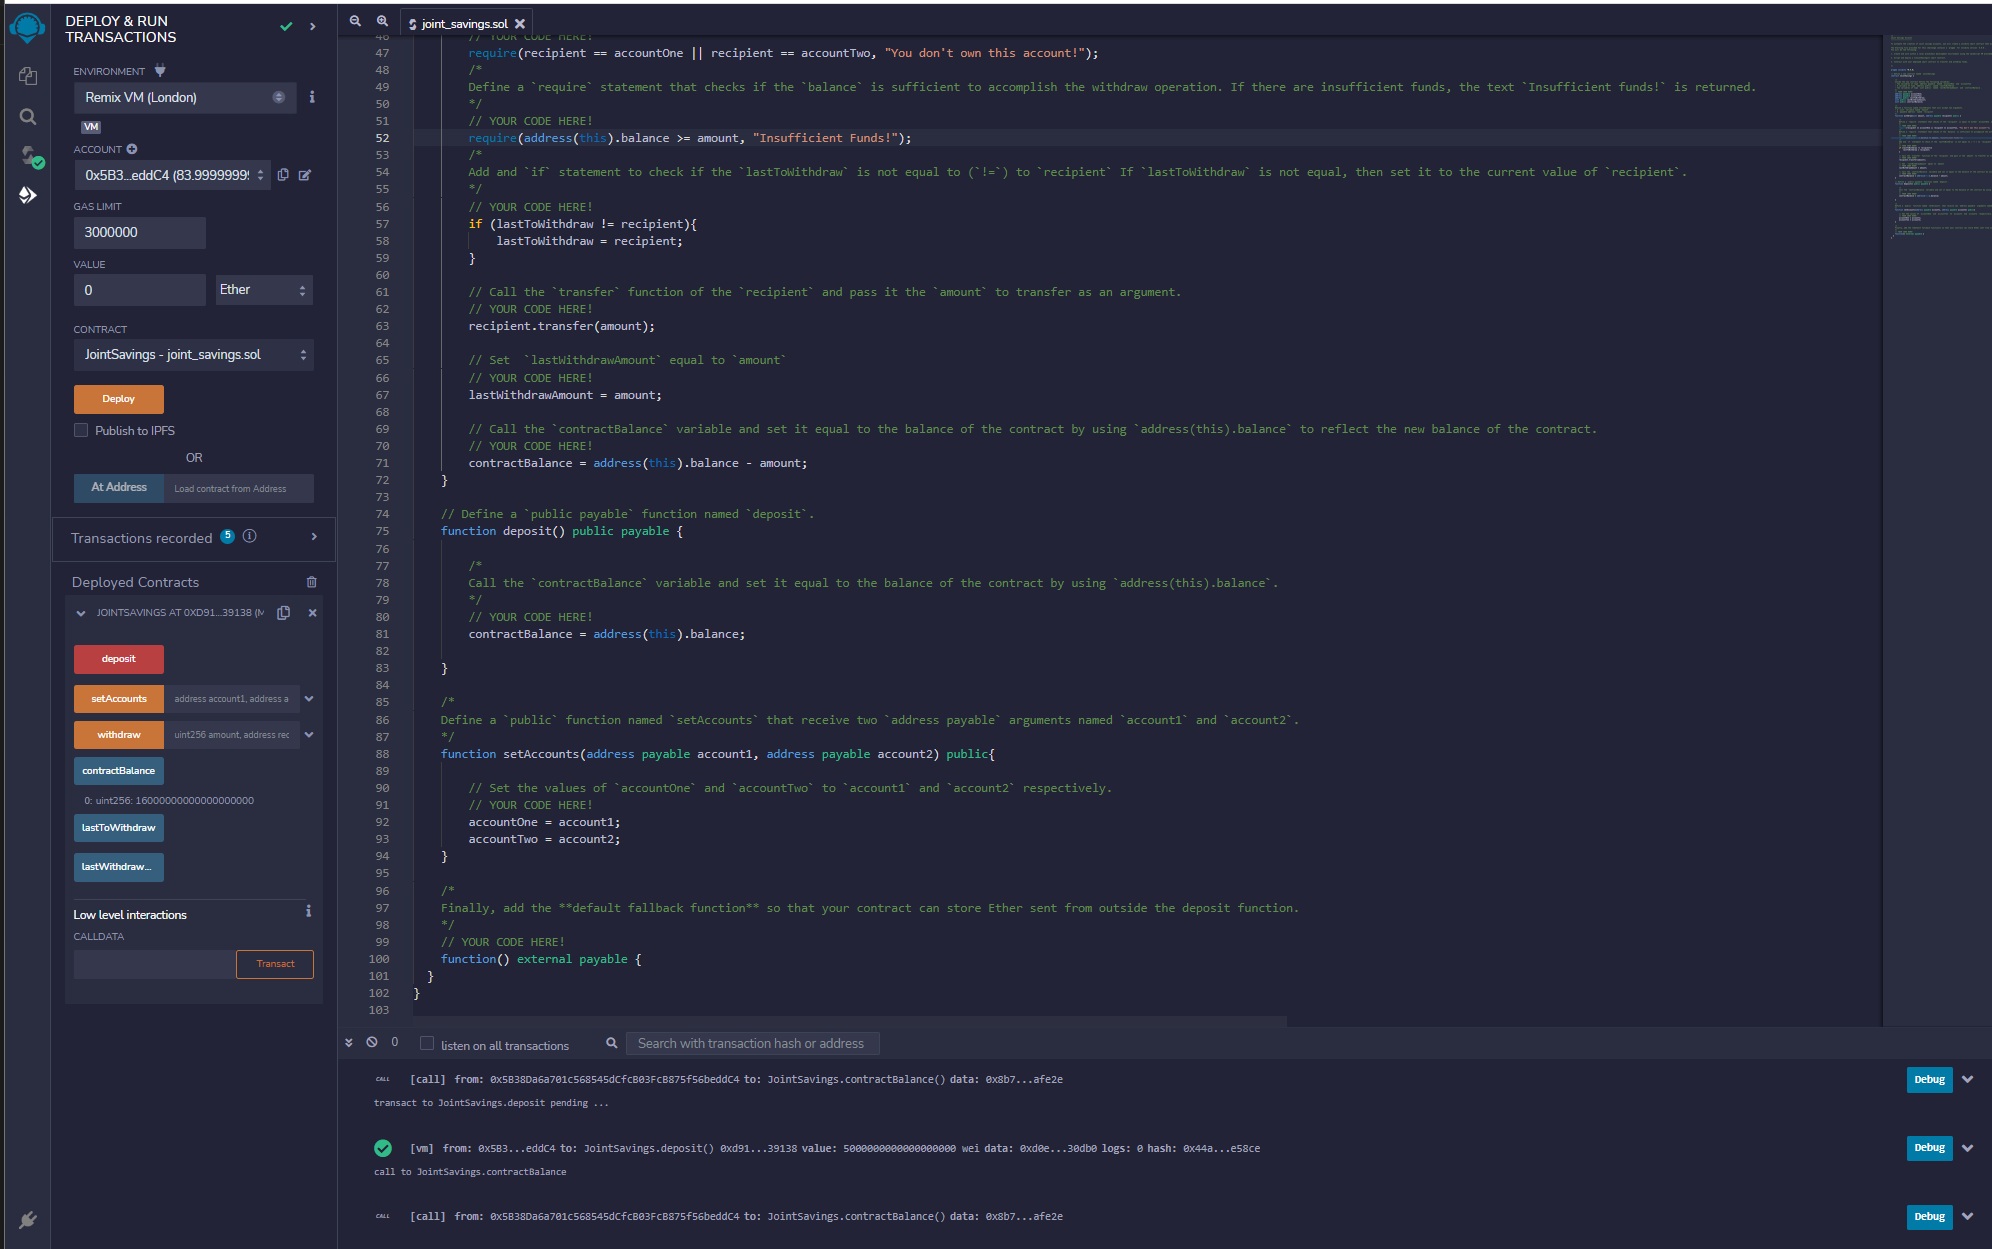 DEPLOY & RUN
TRANSACTIONS
ENVIRONMENT
Remix VM (London)
VM
ACCOUNT
0x5B3...eddC4 (83.9999999
GAS LIMIT
3000000
VALUE
0
Ether
CONTRACT
JointSavings - joint_savings.sol
Deploy
Publish to IPFS
OR
At Address
Load contract from Address
Transactions recorded 5
Deployed Contracts
JOINTSAVINGS AT 0XD91...39138 (M
deposit
setAccounts
address account1, address a
withdraw
uint256 amount, address rec
contractBalance
0: uint256: 16000000000000000000
lastToWithdraw
lastWithdraw...
Low level interactions
CALLDATA
Transact
joint_savings.sol
46 // YOUR CODE HERE!
47 require(recipient == accountOne || recipient == accountTwo, "You don't own this account!");
48 /*
49 Define a `require` statement that checks if the `balance` is sufficient to accomplish the withdraw operation. If there are insufficient funds, the text `Insufficient funds!` is returned.
50 */
51 // YOUR CODE HERE!
52 require(address(this).balance >= amount, "Insufficient Funds!");
53 /*
54 Add and `if` statement to check if the `lastToWithdraw` is not equal to (`!=`) to `recipient` If `lastToWithdraw` is not equal, then set it to the current value of `recipient`.
55 */
56 // YOUR CODE HERE!
57 if (lastToWithdraw != recipient){
58 lastToWithdraw = recipient;
59 }
60
61 // Call the `transfer` function of the `recipient` and pass it the `amount` to transfer as an argument.
62 // YOUR CODE HERE!
63 recipient.transfer(amount);
64
65 // Set  `lastWithdrawAmount` equal to `amount`
66 // YOUR CODE HERE!
67 lastWithdrawAmount = amount;
68
69 // Call the `contractBalance` variable and set it equal to the balance of the contract by using `address(this).balance` to reflect the new balance of the contract.
70 // YOUR CODE HERE!
71 contractBalance = address(this).balance - amount;
72 }
73
74 // Define a `public payable` function named `deposit`.
75 function deposit() public payable {
76
77 /*
78 Call the `contractBalance` variable and set it equal to the balance of the contract by using `address(this).balance`.
79 */
80 // YOUR CODE HERE!
81 contractBalance = address(this).balance;
82
83 }
84
85 /*
86 Define a `public` function named `setAccounts` that receive two `address payable` arguments named `account1` and `account2`.
87 */
88 function setAccounts(address payable account1, address payable account2) public{
89
90 // Set the values of `accountOne` and `accountTwo` to `account1` and `account2` respectively.
91 // YOUR CODE HERE!
92 accountOne = account1;
93 accountTwo = account2;
94 }
95
96 /*
97 Finally, add the **default fallback function** so that your contract can store Ether sent from outside the deposit function.
98 */
99 // YOUR CODE HERE!
100 function() external payable {
101 }
102 }
103
0
listen on all transactions
Search with transaction hash or address
CALL [call] from: 0x5B38Da6a701c568545dCfcB03FcB875f56beddC4 to: JointSavings.contractBalance() data: 0x8b7...afe2e
Debug
transact to JointSavings.deposit pending ...
[vm] from: 0x5B3...eddC4 to: JointSavings.deposit() 0xd91...39138 value: 5000000000000000000 wei data: 0xd0e...30db0 logs: 0 hash: 0x44a...e58ce
Debug
call to JointSavings.contractBalance
CALL [call] from: 0x5B38Da6a701c568545dCfcB03FcB875f56beddC4 to: JointSavings.contractBalance() data: 0x8b7...afe2e
Debug